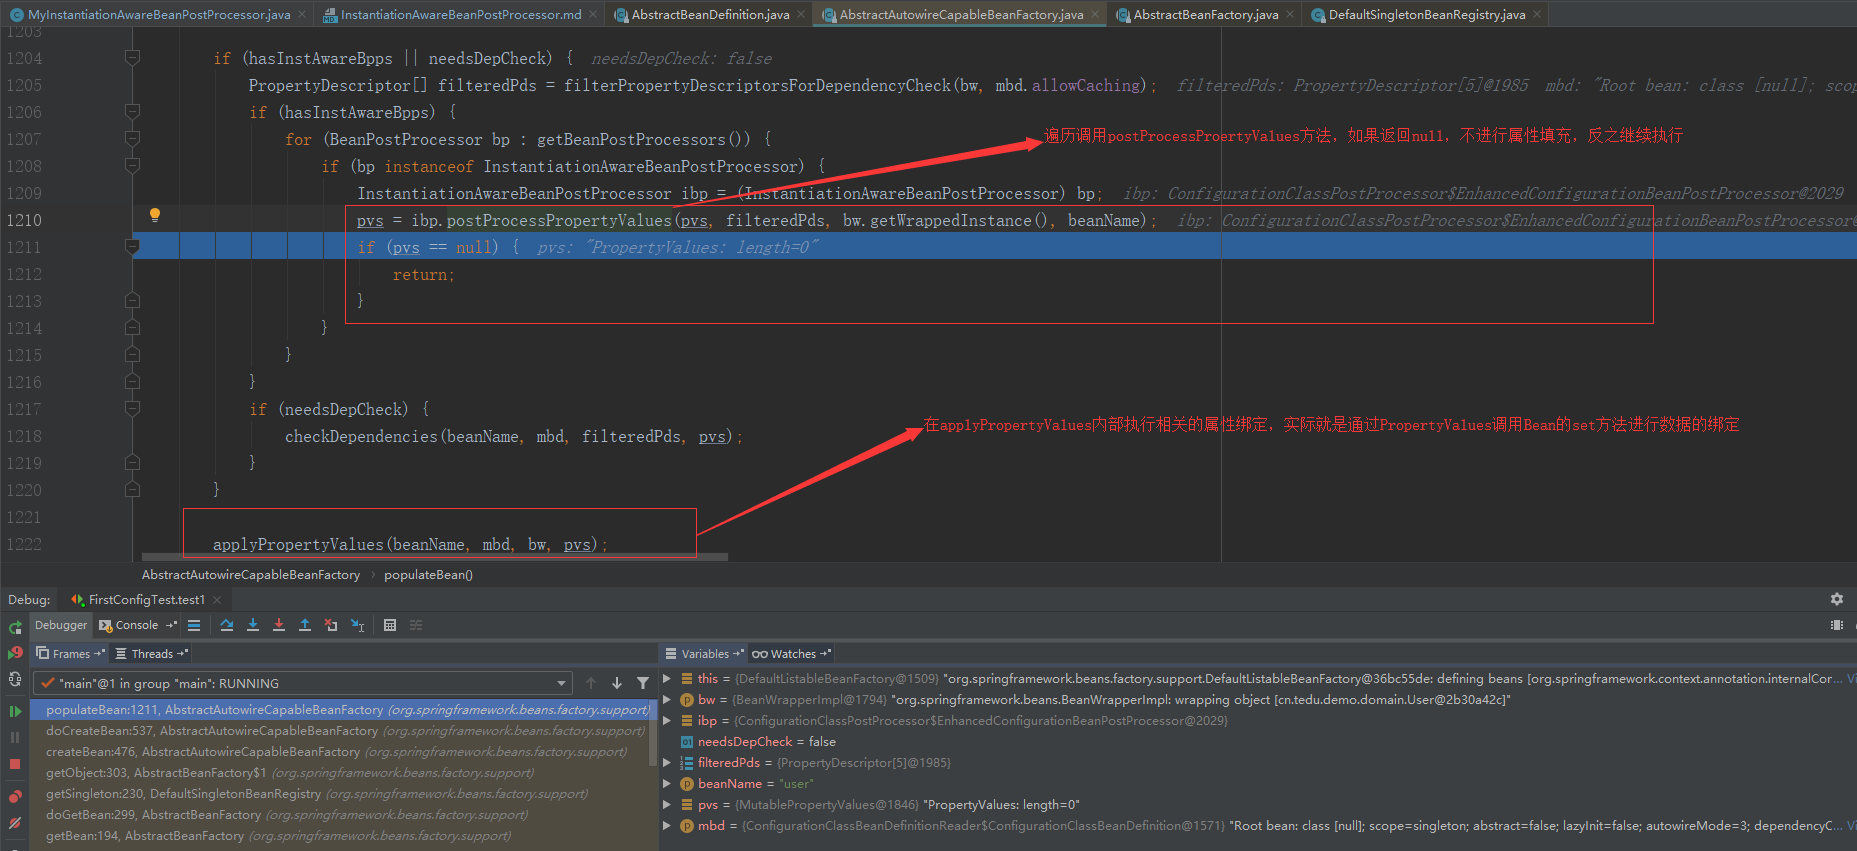 MyInstantiationAwareBeanPostProcessor.java
InstantiationAwareBeanPostProcessor.md
AbstractBeanDefinition.java
AbstractAutowireCapableBeanFactory.java
AbstractBeanFactory.java
DefaultSingletonBeanRegistry.java
1203
1204 if (hasInstAwareBpps || needsDepCheck) { needsDepCheck: false
1205 PropertyDescriptor[] filteredPds = filterPropertyDescriptorsForDependencyCheck(bw, mbd.allowCaching); filteredPds: PropertyDescriptor[5]@1985 mbd: "Root bean: class [null]; scop
1206 if (hasInstAwareBpps) {
1207 for (BeanPostProcessor bp : getBeanPostProcessors()) {
遍历调用postProcessProertyValues方法，如果返回null，不进行属性填充，反之继续执行
1208 if (bp instanceof InstantiationAwareBeanPostProcessor) {
1209 InstantiationAwareBeanPostProcessor ibp = (InstantiationAwareBeanPostProcessor) bp; ibp: ConfigurationClassPostProcessor$EnhancedConfigurationBeanPostProcessor@2029
1210 pvs = ibp.postProcessPropertyValues(pvs, filteredPds, bw.getWrappedInstance(), beanName); ibp: ConfigurationClassPostProcessor$EnhancedConfigurationBeanPostProcessor@
1211 if (pvs == null) { pvs: "PropertyValues: length=0"
1212 return;
1213 }
1214 }
1215 }
1216 }
1217 if (needsDepCheck) {
在applyPropertyValues内部执行相关的属性绑定，实际就是通过PropertyValues调用Bean的set方法进行数据的绑定
1218 checkDependencies(beanName, mbd, filteredPds, pvs);
1219 }
1220 }
1221
1222 applyPropertyValues(beanName, mbd, bw, pvs);
AbstractAutowireCapableBeanFactory › populateBean()
Debug: FirstConfigTest.test1
Debugger Console
Frames Threads
Variables Watches
"main"@1 in group "main": RUNNING
populateBean:1211, AbstractAutowireCapableBeanFactory (org.springframework.beans.factory.support)
doCreateBean:537, AbstractAutowireCapableBeanFactory (org.springframework.beans.factory.support)
createBean:476, AbstractAutowireCapableBeanFactory (org.springframework.beans.factory.support)
getObject:303, AbstractBeanFactory$1 (org.springframework.beans.factory.support)
getSingleton:230, DefaultSingletonBeanRegistry (org.springframework.beans.factory.support)
doGetBean:299, AbstractBeanFactory (org.springframework.beans.factory.support)
getBean:194, AbstractBeanFactory (org.springframework.beans.factory.support)
this = {DefaultListableBeanFactory@1509} "org.springframework.beans.factory.support.DefaultListableBeanFactory@36bc55de: defining beans [org.springframework.context.annotation.internalCor... Vi
bw = {BeanWrapperImpl@1794} "org.springframework.beans.BeanWrapperImpl: wrapping object [cn.tedu.demo.domain.User@2b30a42c]"
ibp = {ConfigurationClassPostProcessor$EnhancedConfigurationBeanPostProcessor@2029}
needsDepCheck = false
filteredPds = {PropertyDescriptor[5]@1985}
beanName = "user"
pvs = {MutablePropertyValues@1846} "PropertyValues: length=0"
mbd = {ConfigurationClassBeanDefinitionReader$ConfigurationClassBeanDefinition@1571} "Root bean: class [null]; scope=singleton; abstract=false; lazyInit=false; autowireMode=3; dependencyC... Vi